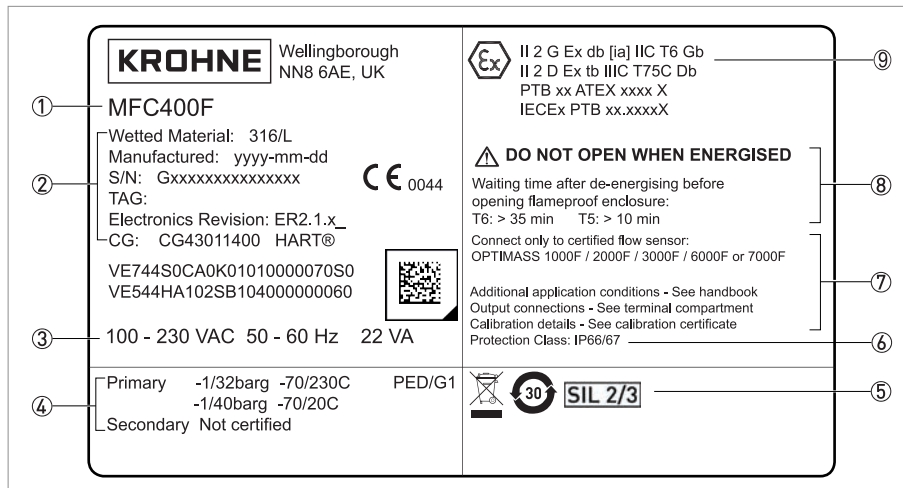 KROHNE
Wellingborough
NN8 6AE, UK
① MFC400F
② Wetted Material: 316/L
Manufactured: yyyy-mm-dd
S/N: Gxxxxxxxxxxxxxxx
TAG:
Electronics Revision: ER2.1.x_
CG: CG43011400 HART®
CE 0044
VE744S0CA0K01010000070S0
VE544HA102SB104000000060
③ 100 - 230 VAC 50 - 60 Hz 22 VA
④ Primary -1/32barg -70/230C PED/G1
-1/40barg -70/20C
Secondary Not certified
Ex
II 2 G Ex db [ia] IIC T6 Gb
II 2 D Ex tb IIIC T75C Db ⑨
PTB xx ATEX xxxx X
IECEx PTB xx.xxxxX
DO NOT OPEN WHEN ENERGISED
Waiting time after de-energising before ⑧
opening flameproof enclosure:
T6: > 35 min T5: > 10 min
Connect only to certified flow sensor:
OPTIMASS 1000F / 2000F / 3000F / 6000F or 7000F
⑦
Additional application conditions - See handbook
Output connections - See terminal compartment
Calibration details - See calibration certificate
Protection Class: IP66/67 ⑥
30 SIL 2/3 ⑤